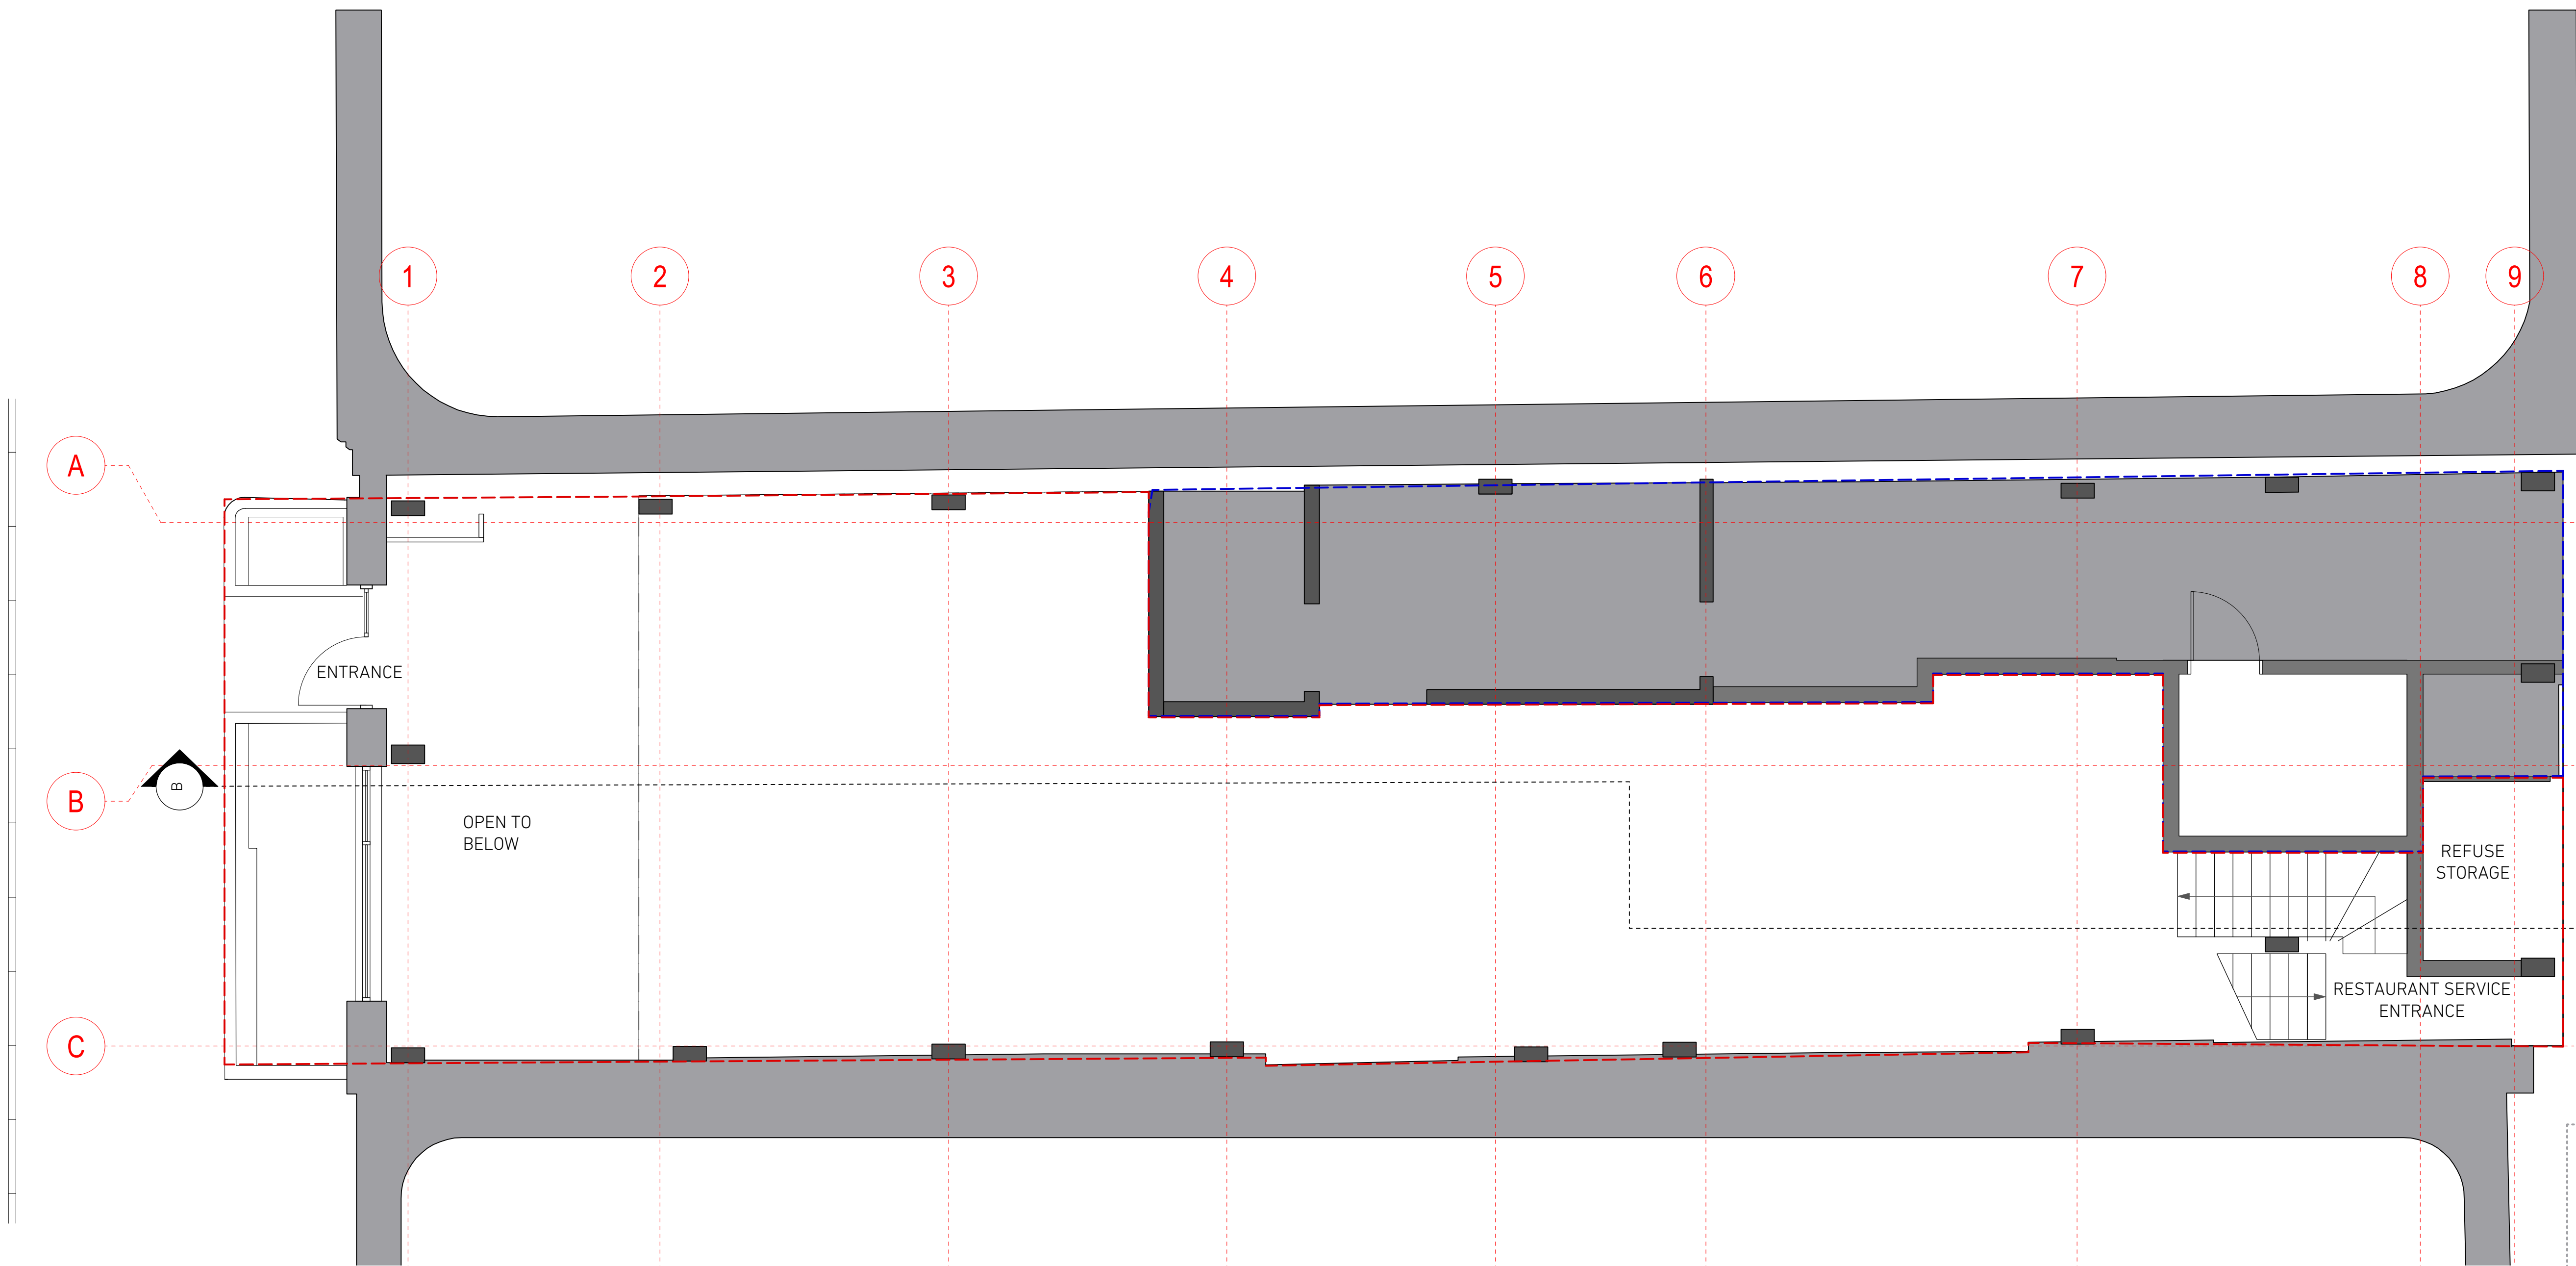 1 2 3 4 5 6 7 8 9
A
ENTRANCE
B
B
OPEN TO
BELOW
REFUSE
STORAGE
RESTAURANT SERVICE
ENTRANCE
C